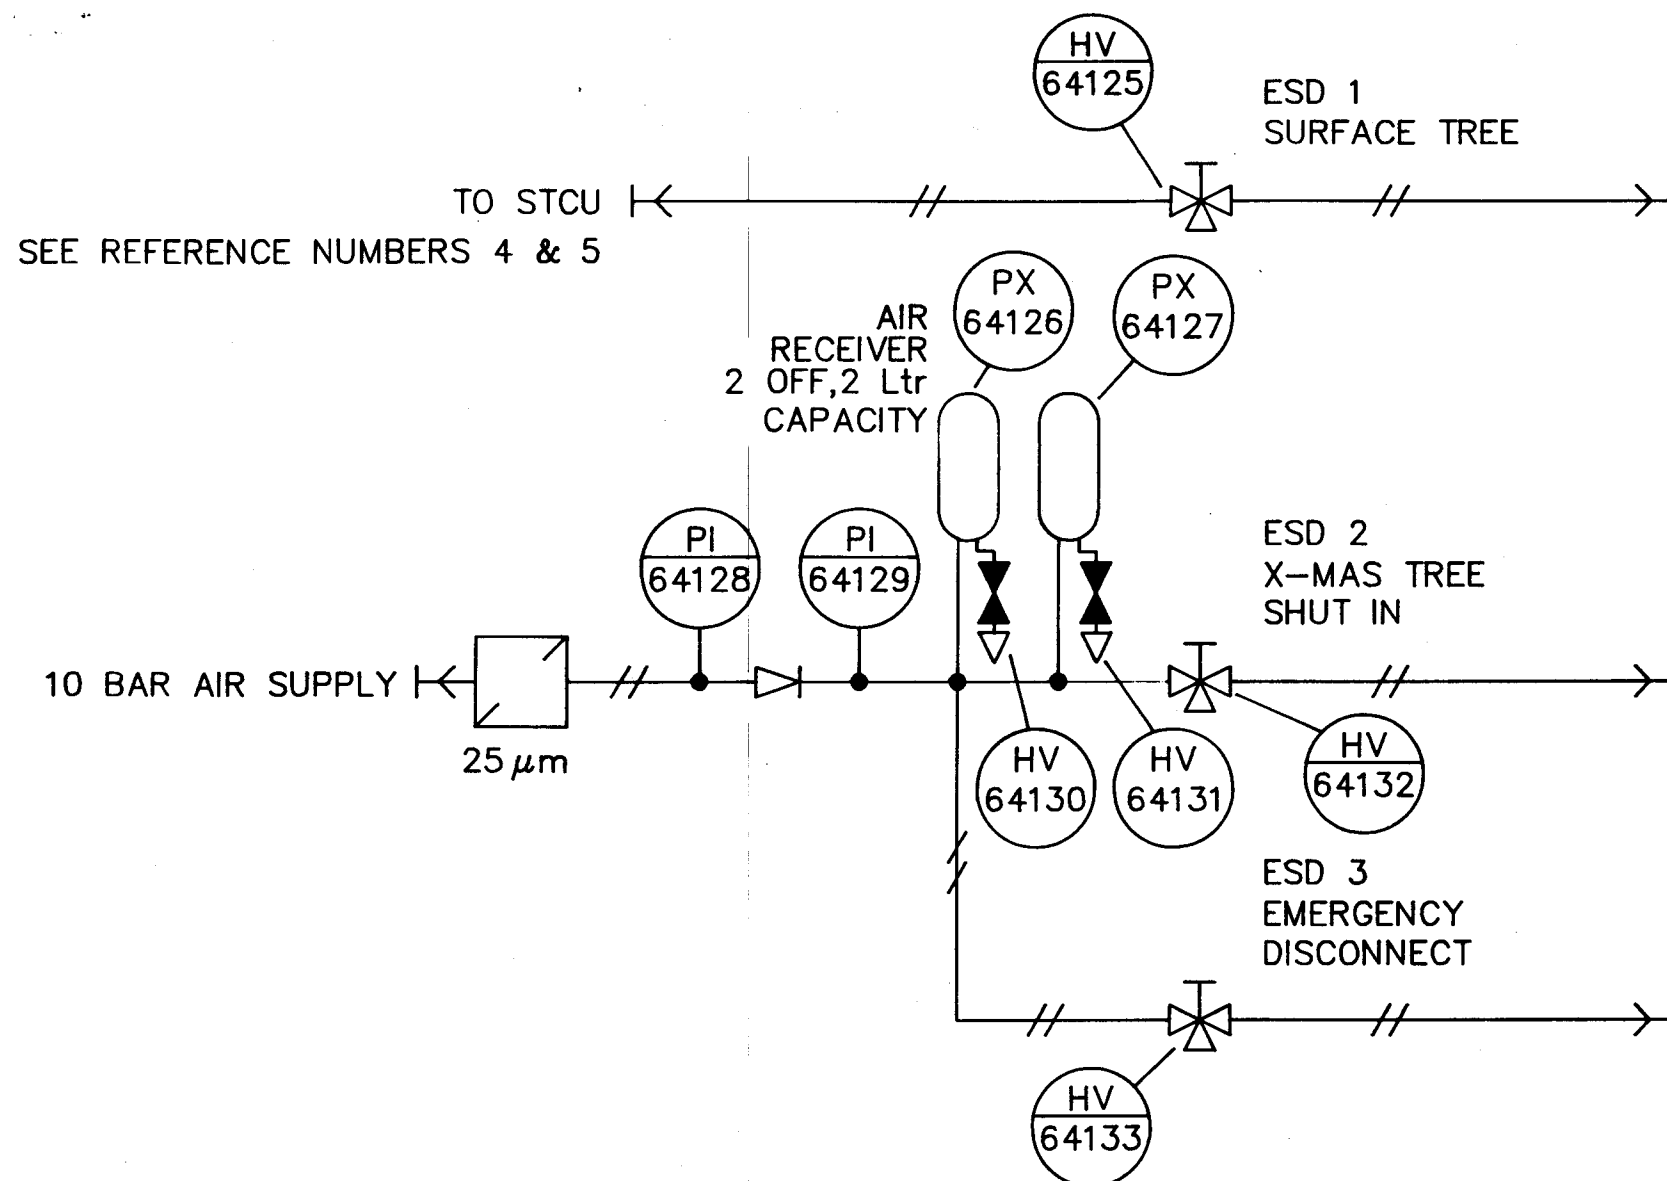 HV
64125
ESD 1
SURFACE TREE
TO STCU
SEE REFERENCE NUMBERS 4 & 5
PX
64126
PX
64127
AIR
RECEIVER
2 OFF,2 Ltr
CAPACITY
PI
64128
PI
64129
ESD 2
X-MAS TREE
SHUT IN
10 BAR AIR SUPPLY
25 μm
HV
64130
HV
64131
HV
64132
ESD 3
EMERGENCY
DISCONNECT
HV
64133